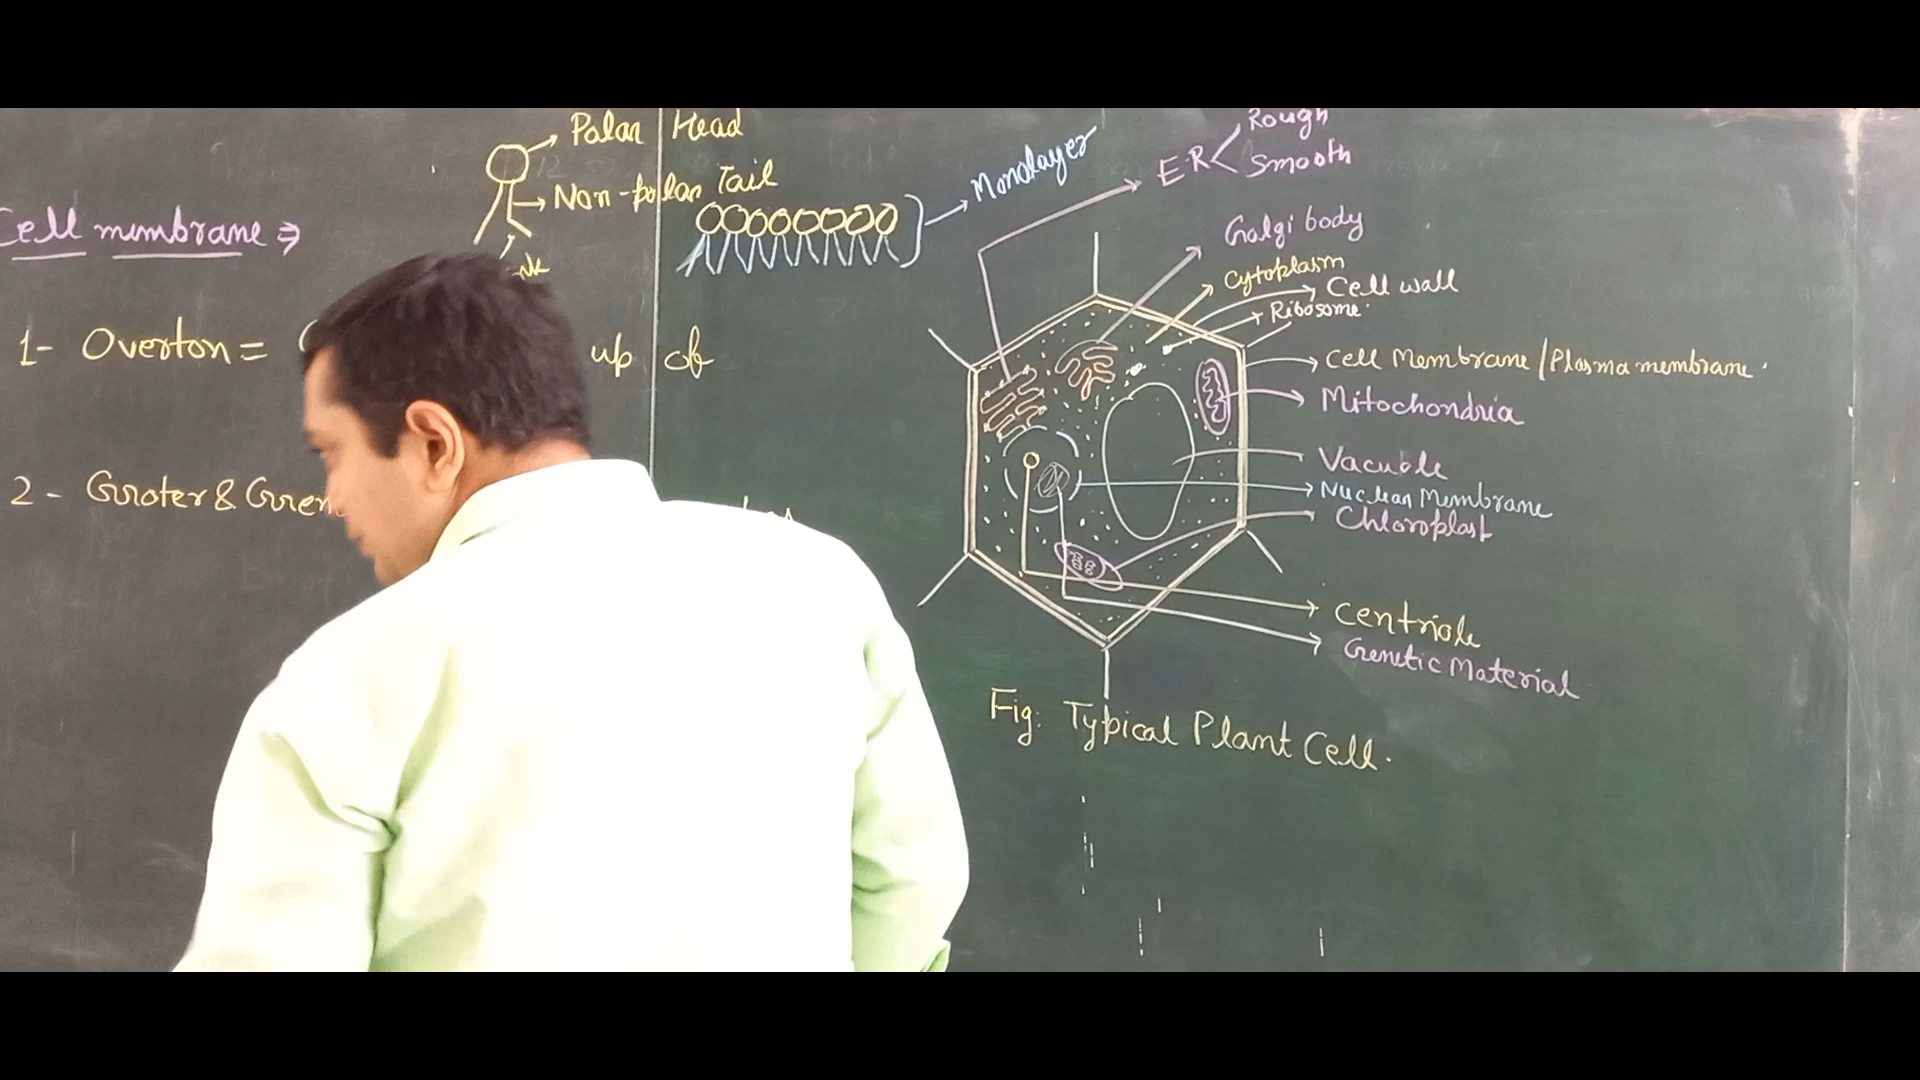 Polar Head
Non-polar Tail
Cell membrane ⇒
Monolayer
1- Overton =
up of
2 - Groter & Gren
E.R
Rough
Smooth
Golgi body
Cytoplasm
Cell wall
Ribosome.
Cell Membrane / Plasma membrane.
Mitochondria
Vacuole
Nuclear Membrane
Chloroplast
Centriole
Genetic Material
Fig: Typical Plant Cell.